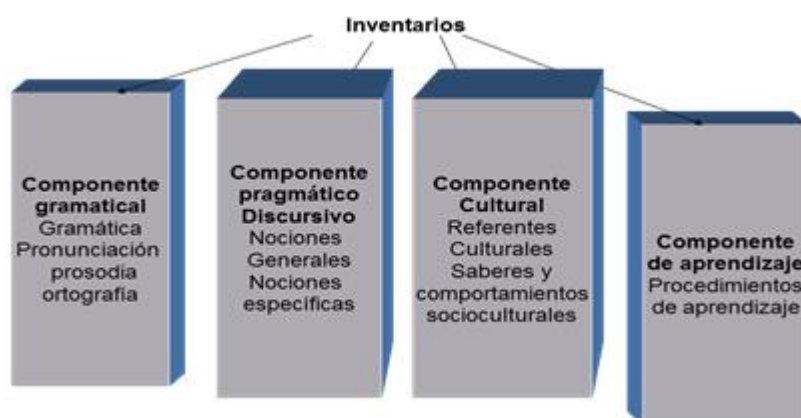 Inventarios
Componente
gramatical
Gramática
Pronunciación
prosodia
ortografía
Componente
pragmático
Discursivo
Nociones
Generales
Nociones
específicas
Componente
Cultural
Referentes
Culturales
Saberes y
comportamientos
socioculturales
Componente
de aprendizaje
Procedimientos
de aprendizaje